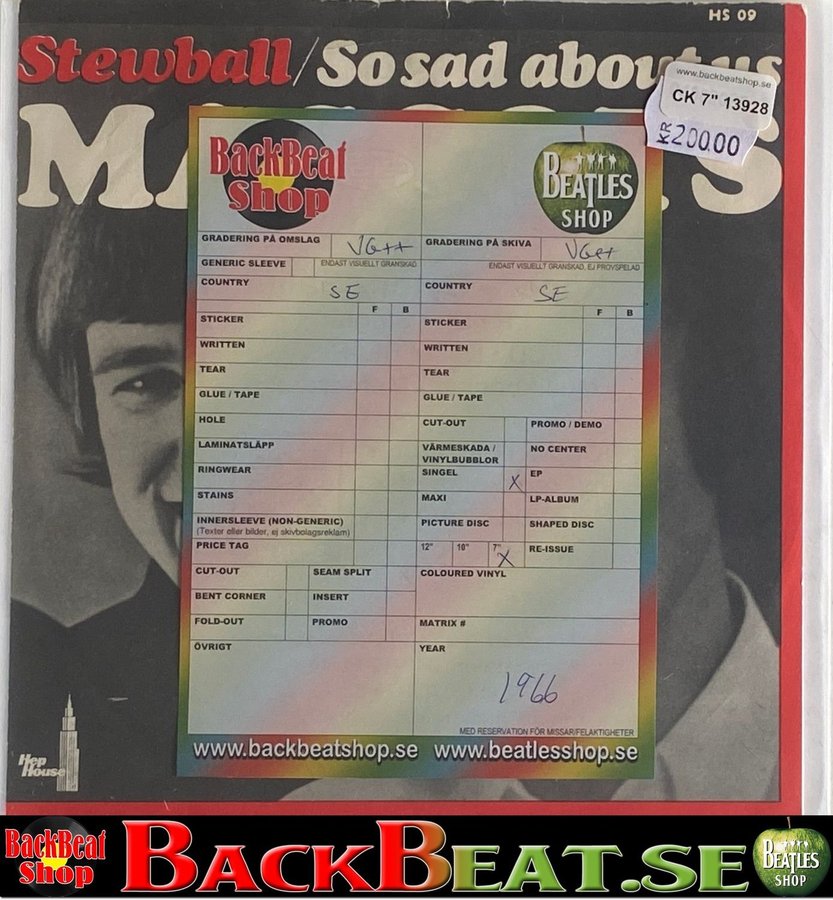 HS 09
Stewball/So sad about us
www.backbeatshop.se
CK 7" 13928
KR 200.00
BackBeat
Shop
BEATLES
SHOP
GRADERING PÅ OMSLAG VG++ GRADERING PÅ SKIVA VG++
GENERIC SLEEVE ENDAST VISUELLT GRANSKAD ENDAST VISUELLT GRANSKAD, EJ PROVSPELAD
COUNTRY SE COUNTRY SE
F B F B
STICKER STICKER
WRITTEN WRITTEN
TEAR TEAR
GLUE / TAPE GLUE / TAPE
HOLE CUT-OUT PROMO / DEMO
LAMINATSLÄPP VÄRMESKADA / VINYLBUBBLOR NO CENTER
RINGWEAR SINGEL X EP
STAINS MAXI LP-ALBUM
INNERSLEEVE (NON-GENERIC) PICTURE DISC SHAPED DISC
(Texter eller bilder, ej skivbolagsreklam)
PRICE TAG 12" 10" 7" X RE-ISSUE
CUT-OUT SEAM SPLIT COLOURED VINYL
BENT CORNER INSERT
FOLD-OUT PROMO MATRIX #
ÖVRIGT YEAR
1966
MED RESERVATION FÖR MISSAR/FELAKTIGHETER
www.backbeatshop.se www.beatlesshop.se
Hep
House
BackBeat
Shop
BACKBEAT.SE
BEATLES
SHOP